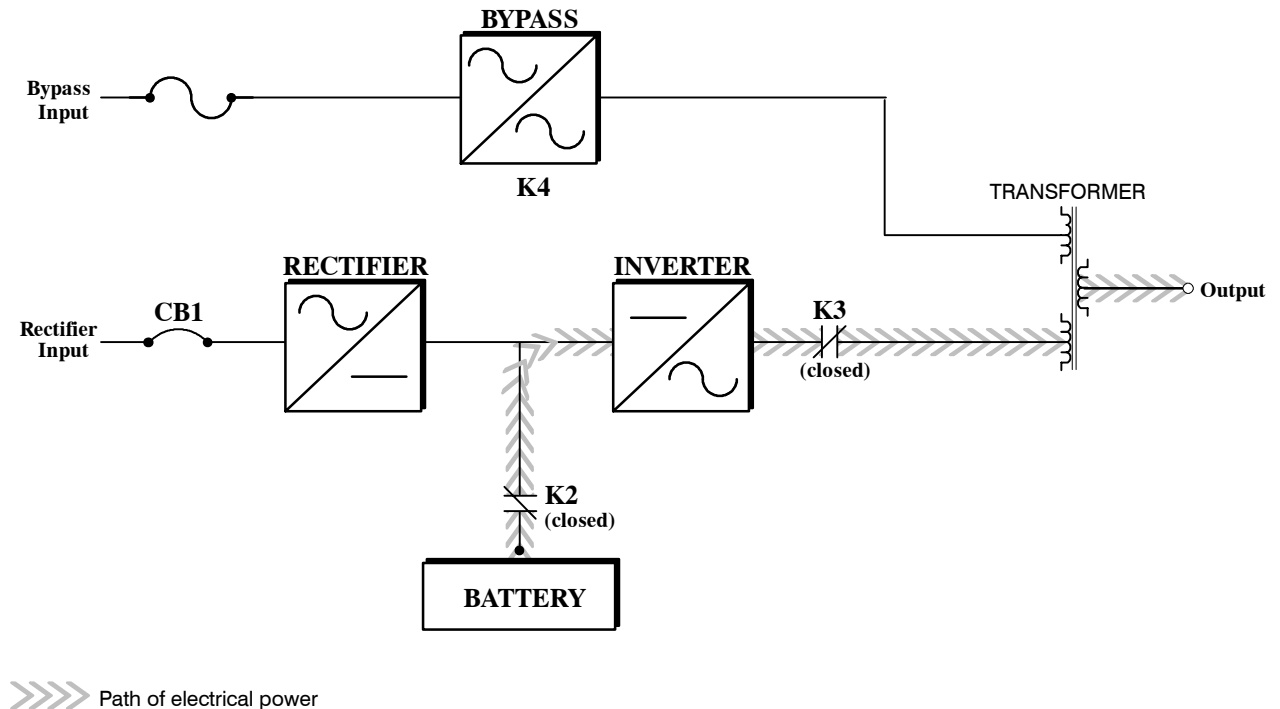 BYPASS
Bypass
Input
K4
TRANSFORMER
RECTIFIER
INVERTER
CB1
K3
Rectifier
Input
(closed)
Output
K2
(closed)
BATTERY
Path of electrical power